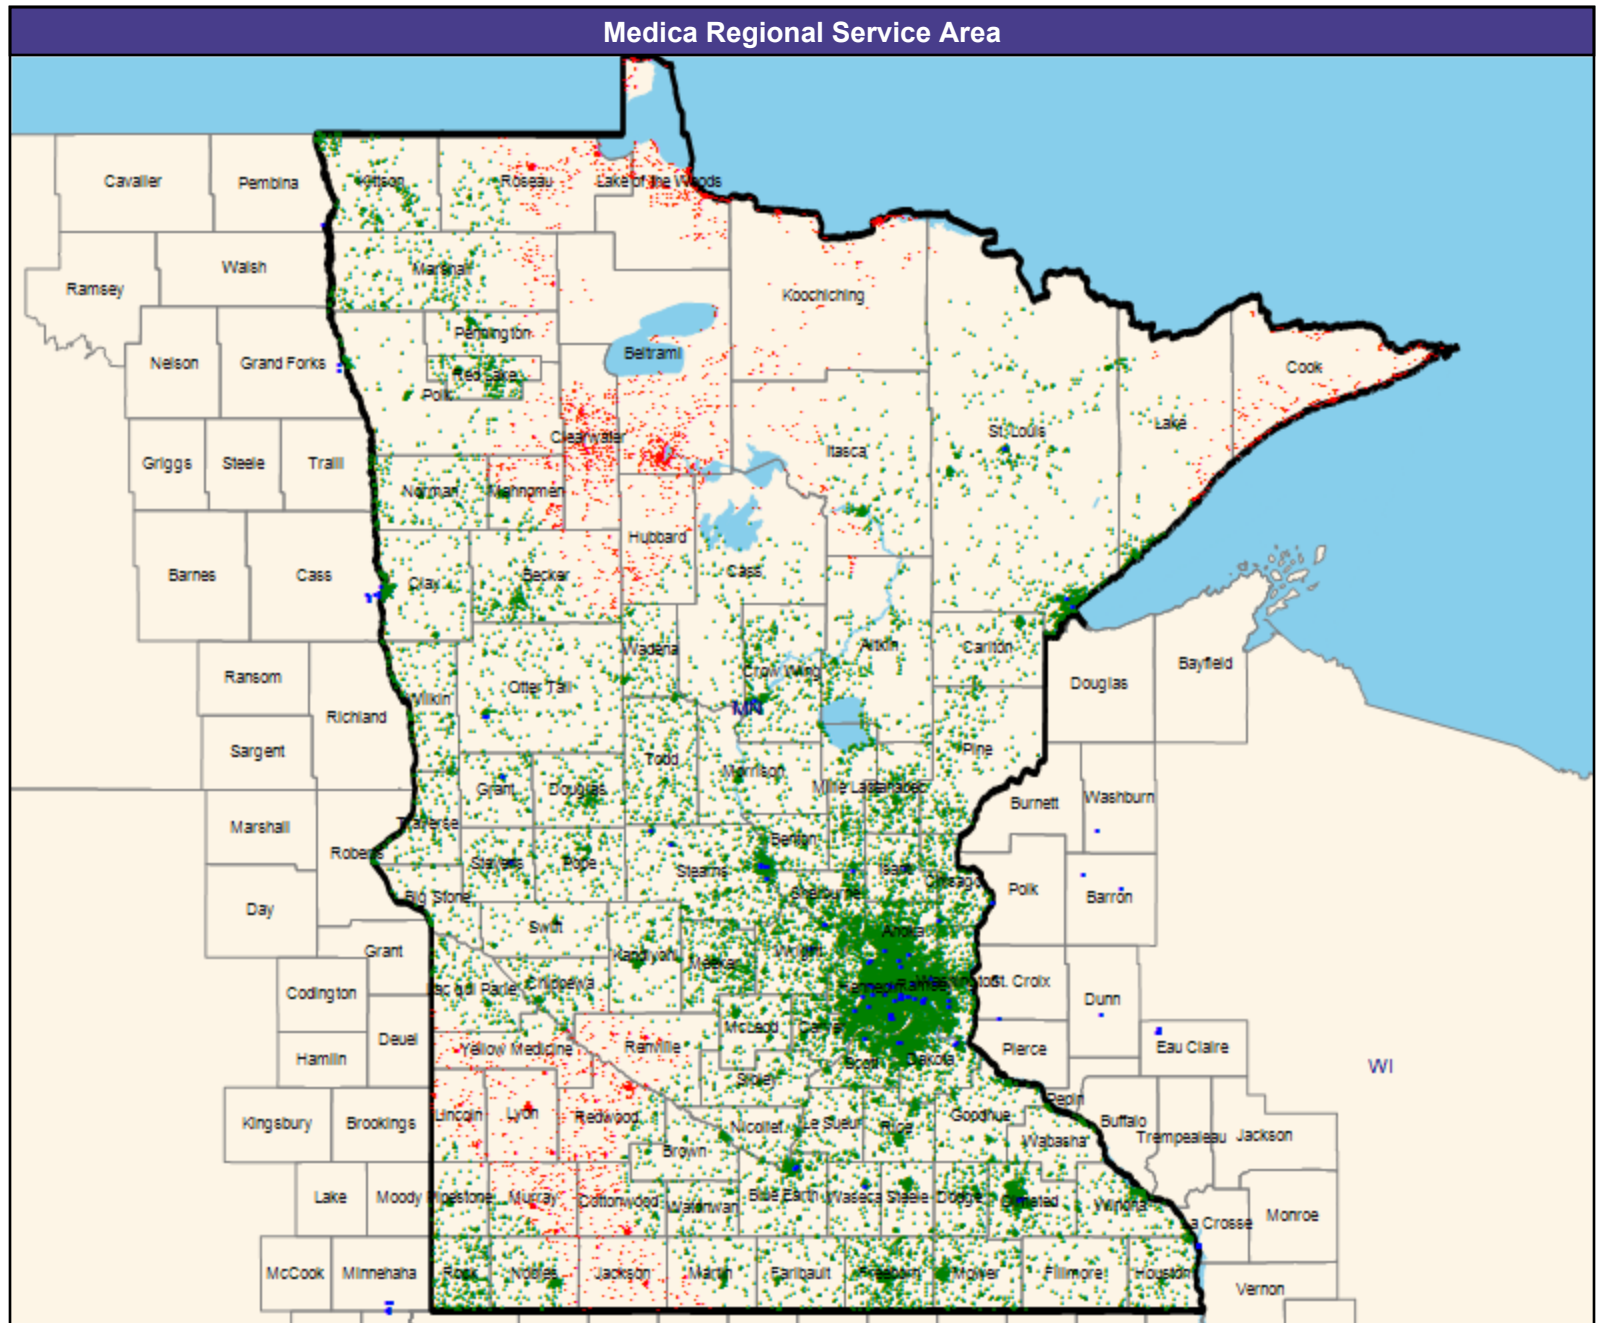 Medica Regional Service Area
Cavalier
Pembina
Kittson
Roseau
Lake of the Woods
Walsh
Marshall
Ramsey
Koochiching
Pennington
Beltrami
Nelson
Grand Forks
Red Lake
Cook
Polk
Clearwater
St. Louis
Lake
Itasca
Griggs
Steele
Traill
Norman
Mahnomen
Hubbard
Barnes
Cass
Clay
Becker
Cass
Wadena
Aitkin
Carlton
Crow Wing
Ransom
Otter Tail
Bayfield
Douglas
Wilkin
MN
Richland
Sargent
Pine
Todd
Morrison
Grant
Douglas
Mille Lacs
Kanabec
Washburn
Burnett
Marshall
Traverse
Roberts
Benton
Stevens
Pope
Stearns
Isanti
Chisago
Sherburne
Polk
Barron
Big Stone
Day
Swift
Anoka
Grant
Kandiyohi
Meeker
Wright
Codington
Lac qui Parle
Chippewa
Hennepin
Ramsey
Washington
St. Croix
Dunn
McLeod
Carver
Deuel
Yellow Medicine
Renville
Hamlin
Scott
Dakota
Pierce
Eau Claire
WI
Sibley
Pepin
Kingsbury
Brookings
Lincoln
Lyon
Redwood
Nicollet
Le Sueur
Rice
Goodhue
Buffalo
Trempealeau
Jackson
Wabasha
Brown
Lake
Moody
Pipestone
Murray
Cottonwood
Watonwan
Blue Earth
Waseca
Steele
Dodge
Olmsted
Winona
La Crosse
Monroe
McCook
Minnehaha
Rock
Nobles
Jackson
Martin
Faribault
Freeborn
Mower
Fillmore
Houston
Vernon